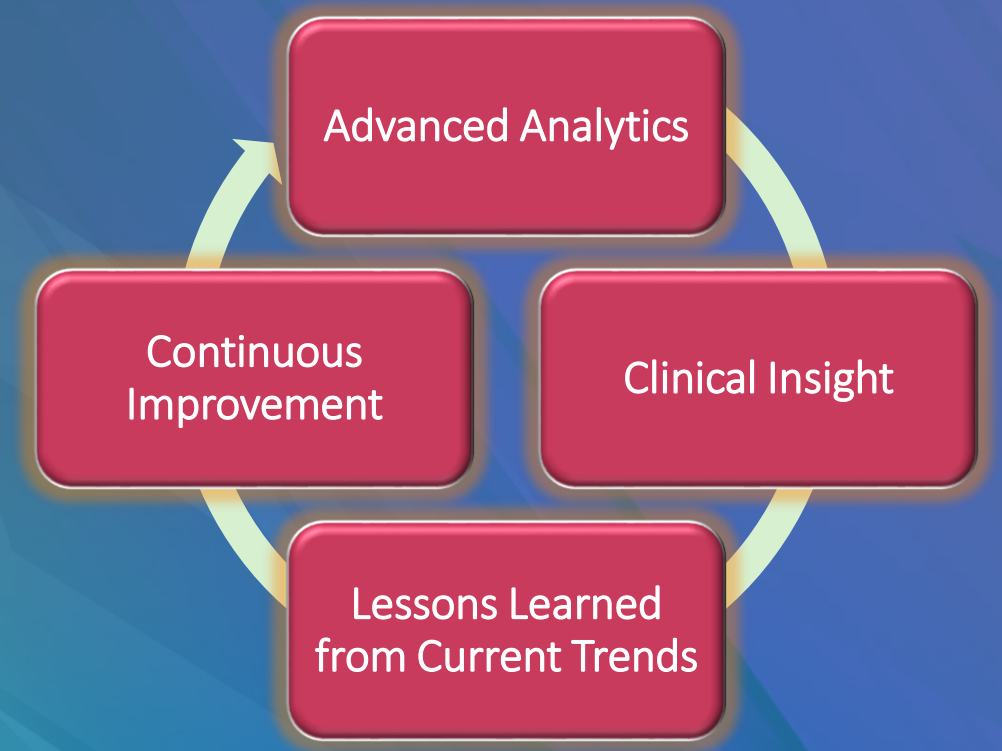 Advanced Analytics
Clinical Insight
Lessons Learned
from Current Trends
Continuous
Improvement